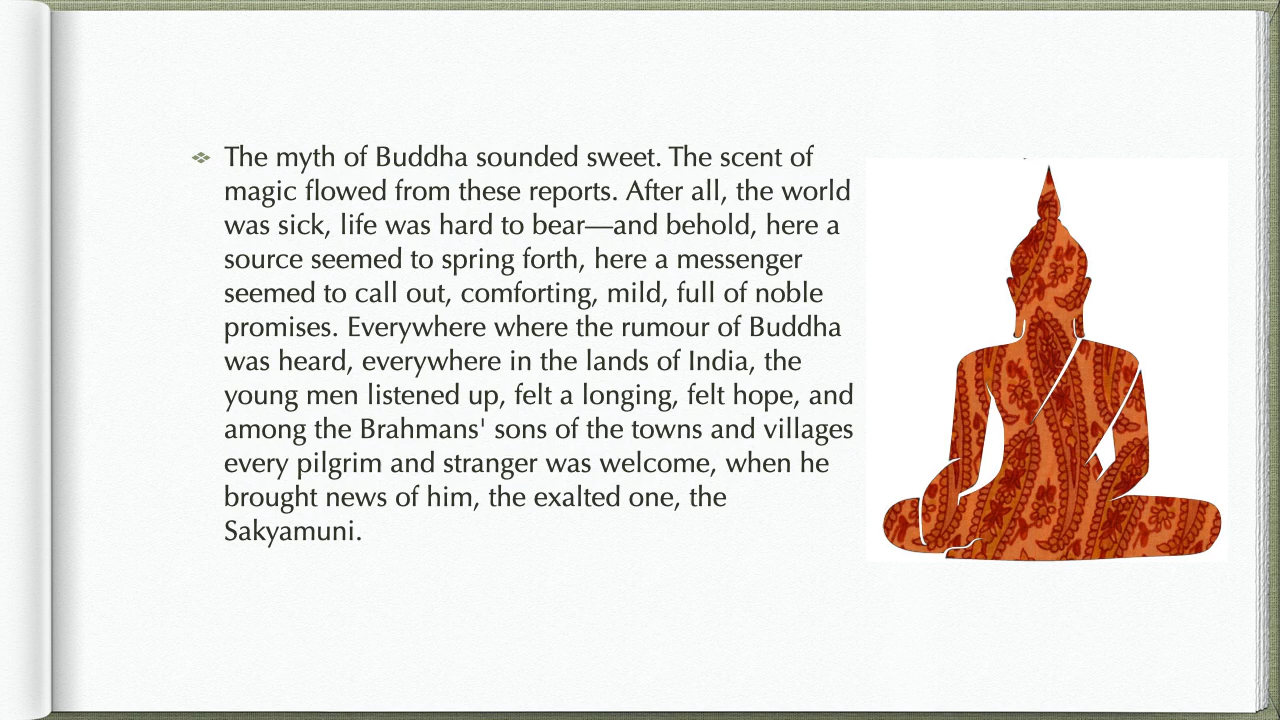 The myth of Buddha sounded sweet. The scent of
magic flowed from these reports. After all, the world
was sick, life was hard to bear—and behold, here a
source seemed to spring forth, here a messenger
seemed to call out, comforting, mild, full of noble
promises. Everywhere where the rumour of Buddha
was heard, everywhere in the lands of India, the
young men listened up, felt a longing, felt hope, and
among the Brahmans' sons of the towns and villages
every pilgrim and stranger was welcome, when he
brought news of him, the exalted one, the
Sakyamuni.